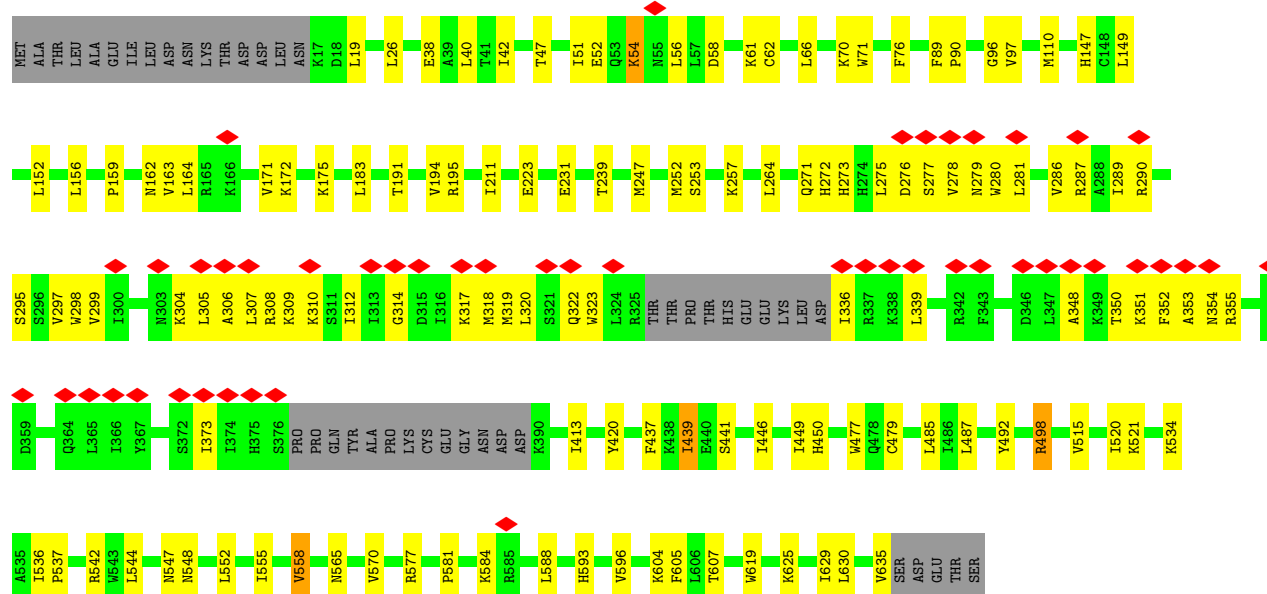 MET ALA THR LEU LEU ALA GLU ILE LEU ASP ASN LYS THR ASP ASP LEU ASN K17 D18 L19 L26 E38 A39 L40 T41 I42 T47 I51 E52 Q53 K54 N55 L56 L57 D58 K61 C62 L66 K70 W71 F76 F89 P90 G96 V97 M110 H147 C148 L149
L152 L156 P159 N162 V163 L164 R165 K166 V171 K172 K175 L183 T191 V194 R195 I211 E223 E231 T239 M247 M252 S253 K257 L264 Q271 H272 H273 H274 L275 D276 S277 V278 N279 W280 L281 V286 R287 A288 I289 R290
S295 S296 V297 W298 V299 I300 N303 K304 L305 A306 L307 R308 K309 K310 S311 I312 I313 G314 D315 I316 K317 M318 M319 L320 S321 Q322 W323 L324 R325 THR THR PRO THR HIS GLU GLU LYS LEU ASP I336 R337 K338 L339 R342 F343 D346 L347 A348 K349 T350 K351 F352 A353 N354 R355
D359 Q364 L365 I366 Y367 S372 I373 I374 H375 S376 PRO PRO GLN TYR ALA PRO LYS CYS GLU GLY ASN ASP ASP K390 I413 Y420 F437 K438 I439 E440 S441 I446 I449 H450 W477 Q478 C479 L485 I486 L487 Y492 R498 V515 I520 K521 K534
A535 I536 P537 R542 W543 L544 N547 N548 L552 I555 V558 N565 V570 R577 P581 K584 R585 L588 H593 V596 K604 F605 L606 T607 W619 K625 I629 L630 V635 SER ASP GLU THR SER